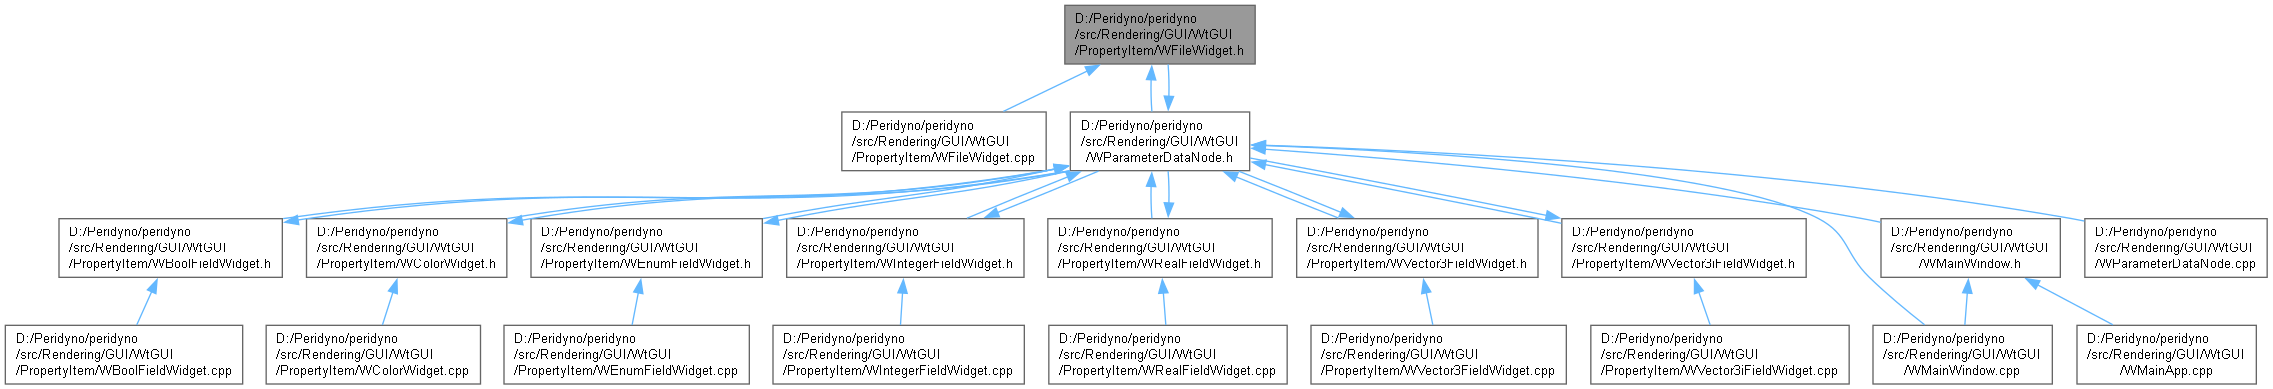 D:/Peridyno/peridyno
/src/Rendering/GUI/WtGUI
/PropertyItem/WFileWidget.h
D:/Peridyno/peridyno
/src/Rendering/GUI/WtGUI
/PropertyItem/WFileWidget.cpp
D:/Peridyno/peridyno
/src/Rendering/GUI/WtGUI
/WParameterDataNode.h
D:/Peridyno/peridyno
/src/Rendering/GUI/WtGUI
/PropertyItem/WBoolFieldWidget.h
D:/Peridyno/peridyno
/src/Rendering/GUI/WtGUI
/PropertyItem/WColorWidget.h
D:/Peridyno/peridyno
/src/Rendering/GUI/WtGUI
/PropertyItem/WEnumFieldWidget.h
D:/Peridyno/peridyno
/src/Rendering/GUI/WtGUI
/PropertyItem/WIntegerFieldWidget.h
D:/Peridyno/peridyno
/src/Rendering/GUI/WtGUI
/PropertyItem/WRealFieldWidget.h
D:/Peridyno/peridyno
/src/Rendering/GUI/WtGUI
/PropertyItem/WVector3FieldWidget.h
D:/Peridyno/peridyno
/src/Rendering/GUI/WtGUI
/PropertyItem/WVector3iFieldWidget.h
D:/Peridyno/peridyno
/src/Rendering/GUI/WtGUI
/WMainWindow.h
D:/Peridyno/peridyno
/src/Rendering/GUI/WtGUI
/WParameterDataNode.cpp
D:/Peridyno/peridyno
/src/Rendering/GUI/WtGUI
/PropertyItem/WBoolFieldWidget.cpp
D:/Peridyno/peridyno
/src/Rendering/GUI/WtGUI
/PropertyItem/WColorWidget.cpp
D:/Peridyno/peridyno
/src/Rendering/GUI/WtGUI
/PropertyItem/WEnumFieldWidget.cpp
D:/Peridyno/peridyno
/src/Rendering/GUI/WtGUI
/PropertyItem/WIntegerFieldWidget.cpp
D:/Peridyno/peridyno
/src/Rendering/GUI/WtGUI
/PropertyItem/WRealFieldWidget.cpp
D:/Peridyno/peridyno
/src/Rendering/GUI/WtGUI
/PropertyItem/WVector3FieldWidget.cpp
D:/Peridyno/peridyno
/src/Rendering/GUI/WtGUI
/PropertyItem/WVector3iFieldWidget.cpp
D:/Peridyno/peridyno
/src/Rendering/GUI/WtGUI
/WMainWindow.cpp
D:/Peridyno/peridyno
/src/Rendering/GUI/WtGUI
/WMainApp.cpp